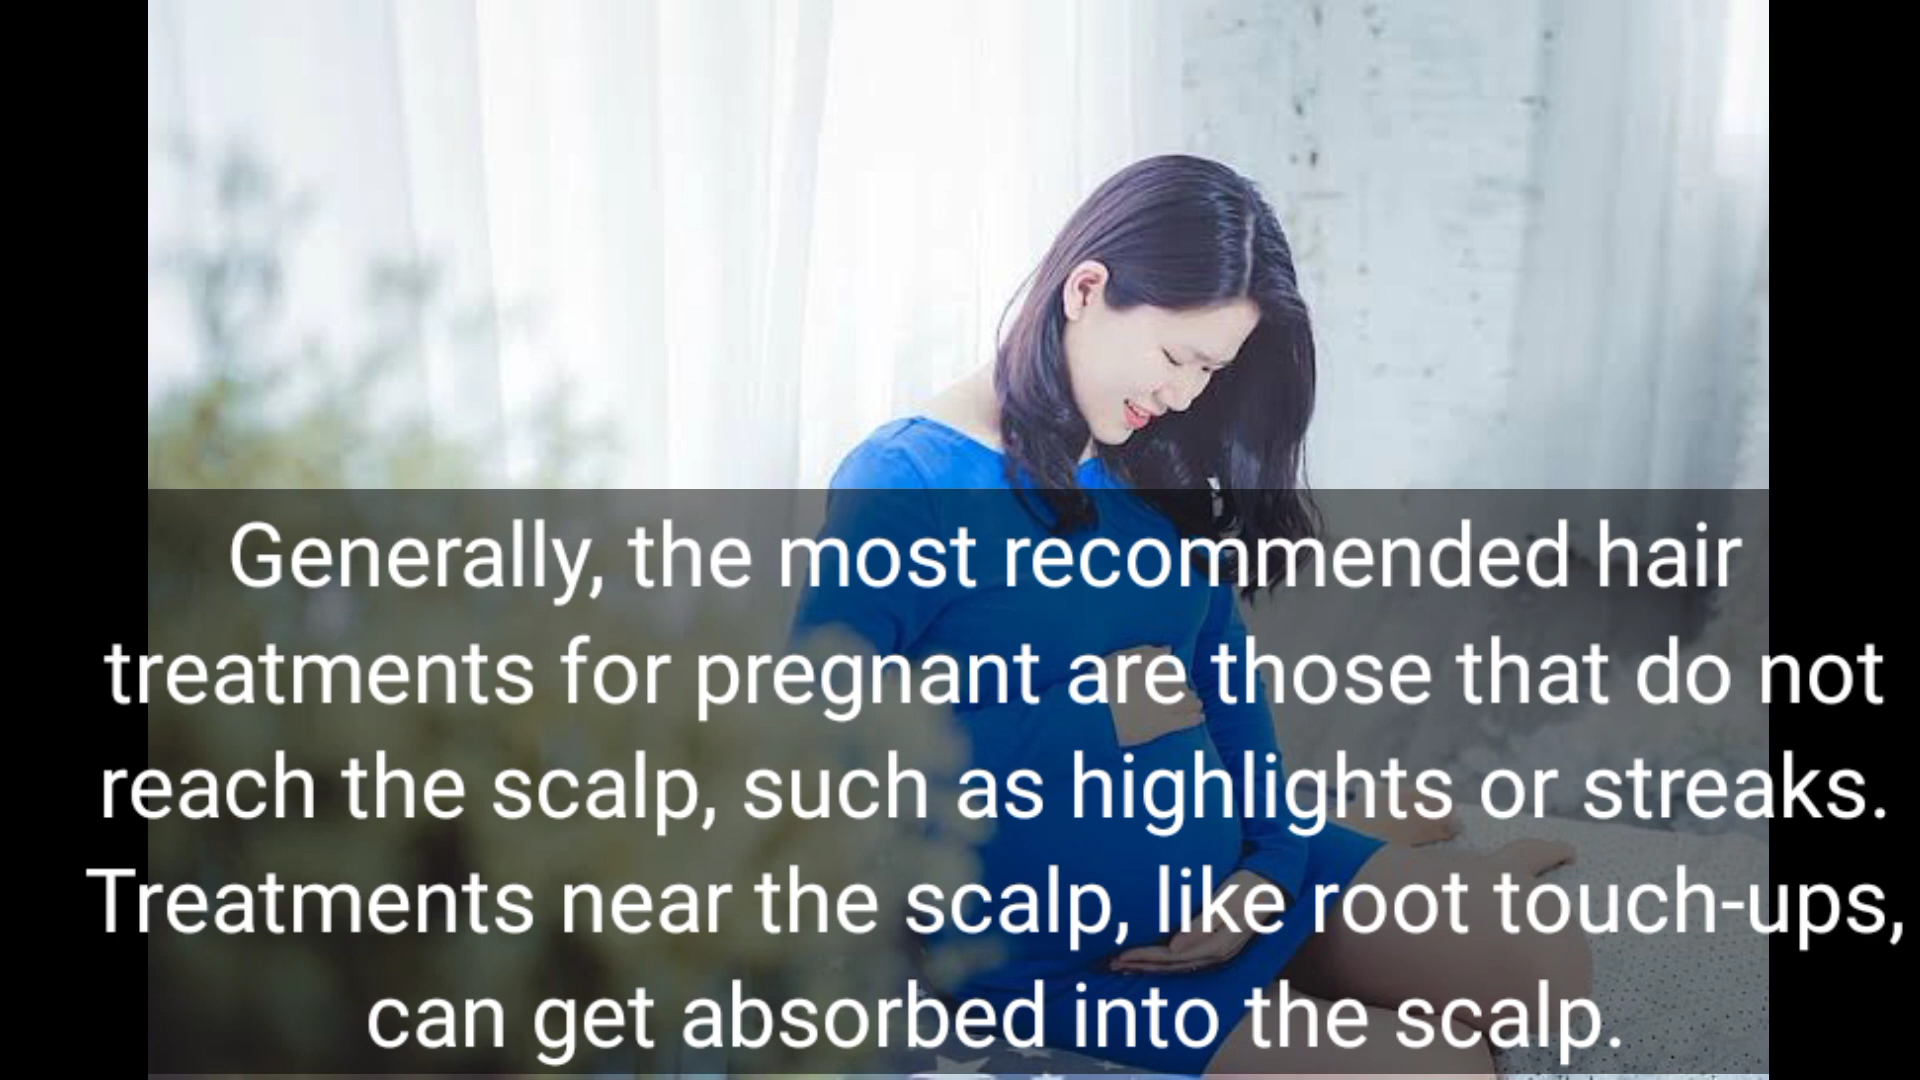 Generally, the most recommended hair
treatments for pregnant are those that do not
reach the scalp, such as highlights or streaks.
Treatments near the scalp, like root touch-ups,
can get absorbed into the scalp.